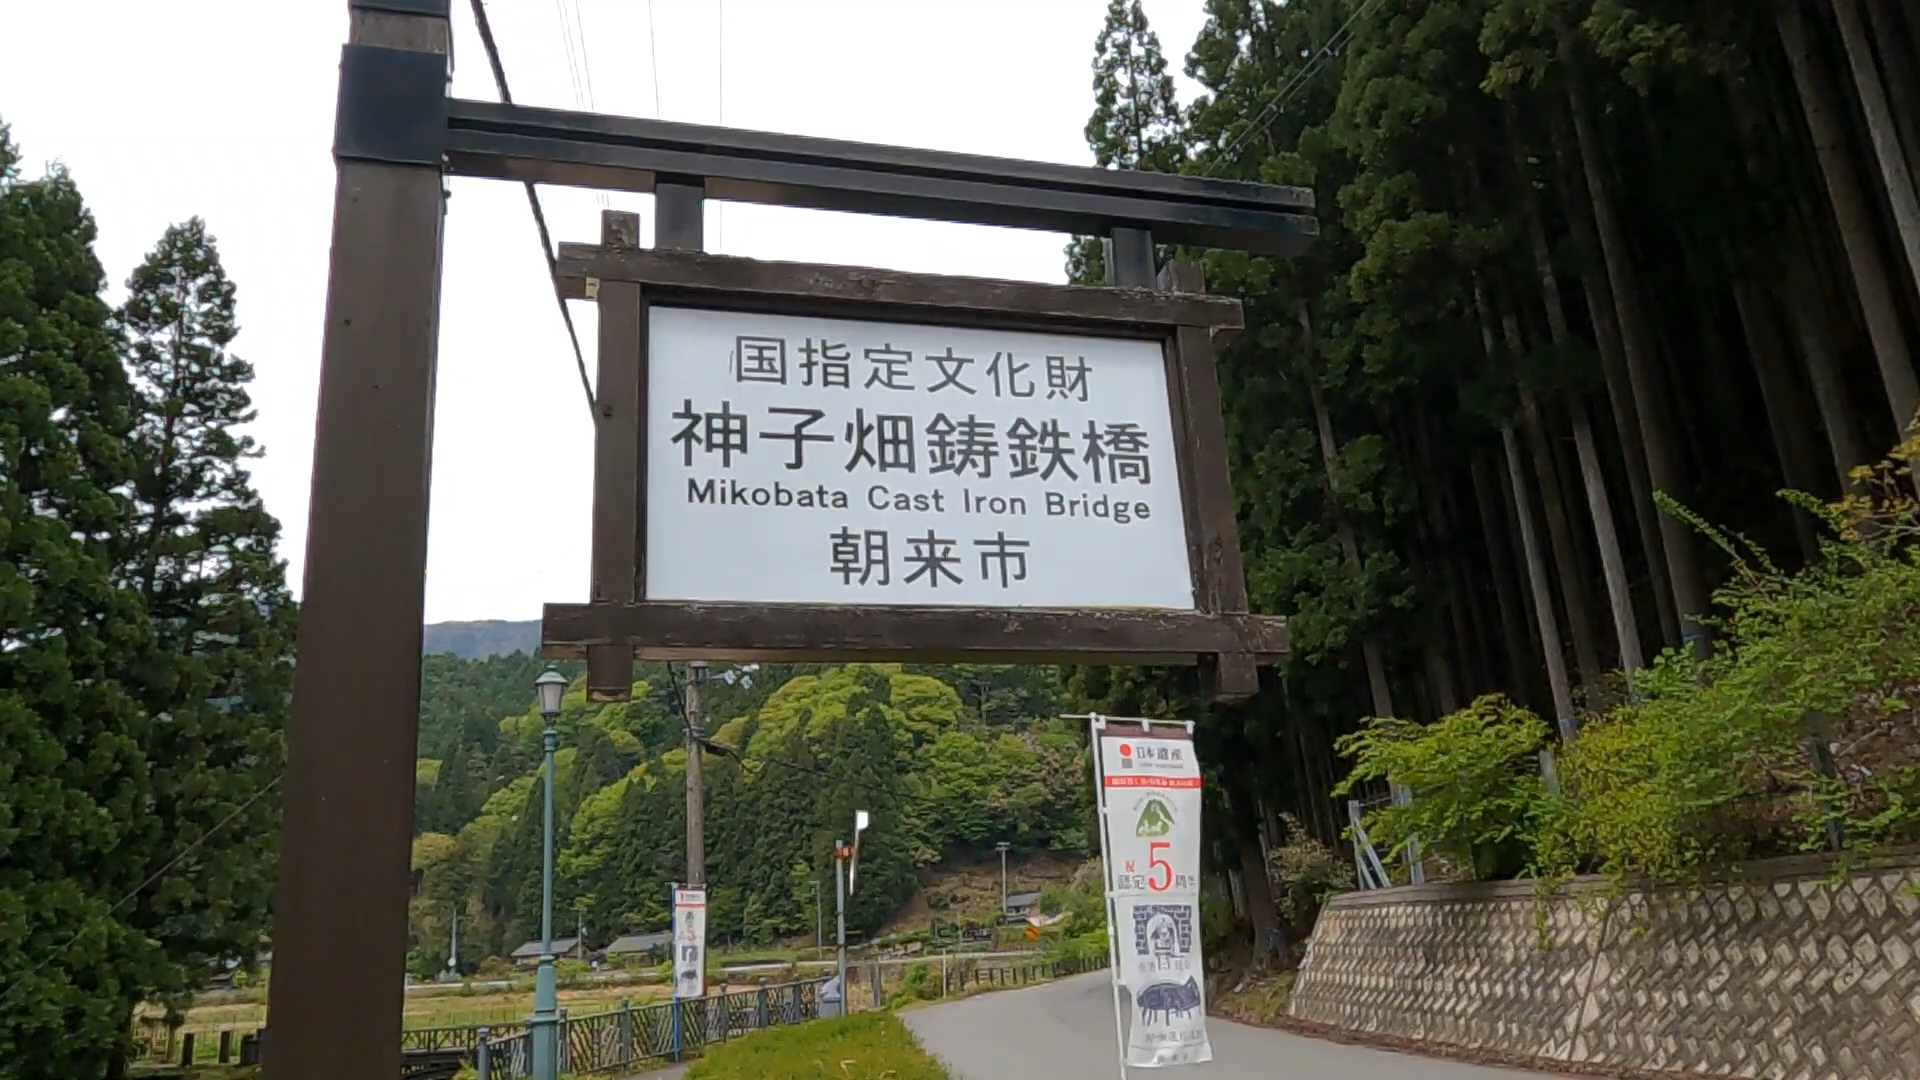 国指定文化財
神子畑鋳鉄橋
Mikobata Cast Iron Bridge
朝来市
日本遺産
祝
認定5周年